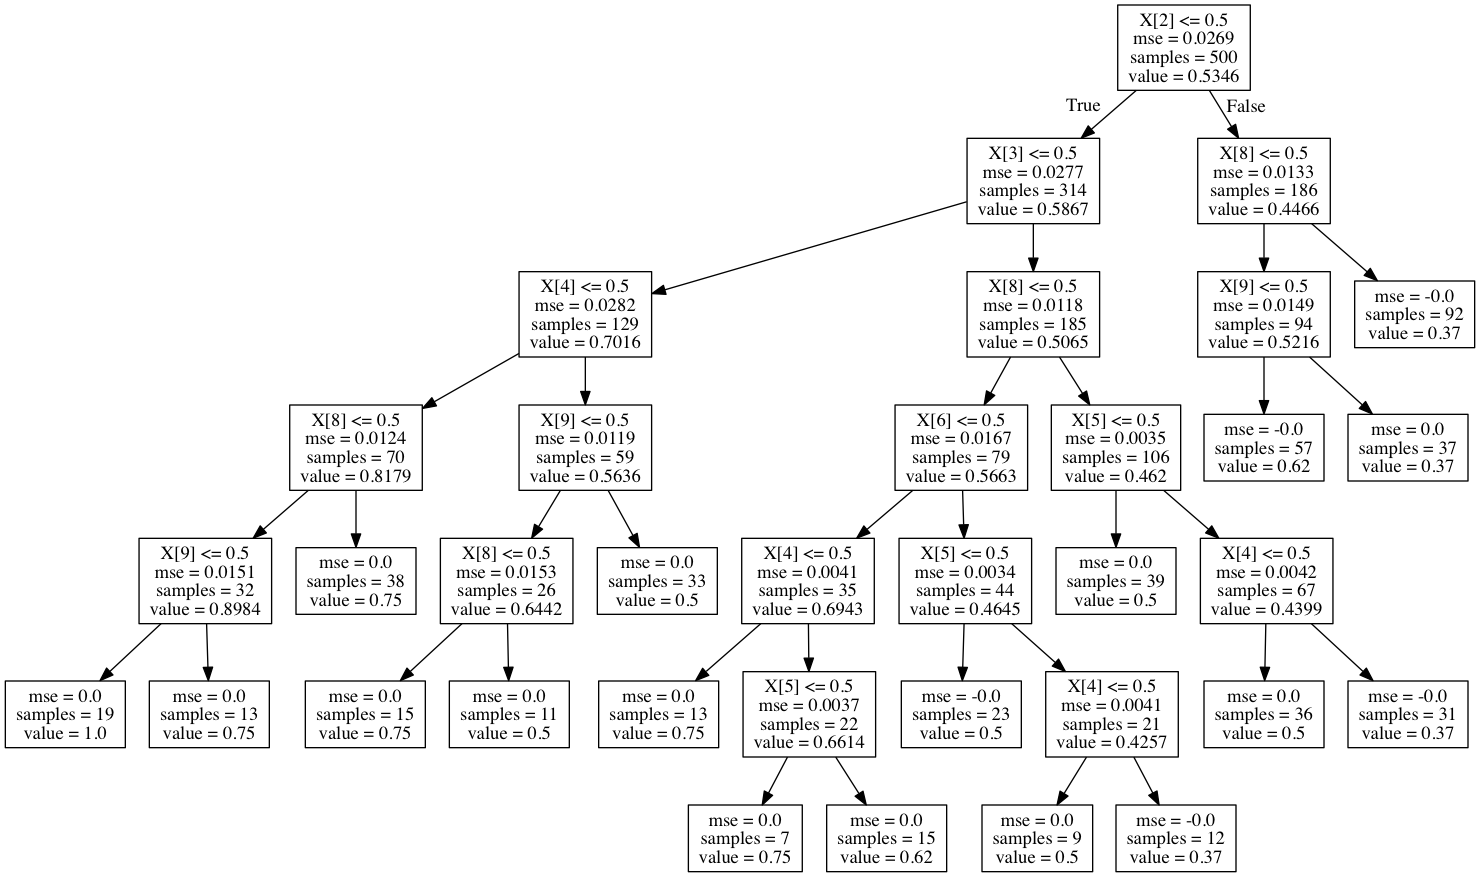 X[2] <= 0.5
mse = 0.0269
samples = 500
value = 0.5346
True
False
X[3] <= 0.5
mse = 0.0277
samples = 314
value = 0.5867
X[8] <= 0.5
mse = 0.0133
samples = 186
value = 0.4466
X[4] <= 0.5
mse = 0.0282
samples = 129
value = 0.7016
X[8] <= 0.5
mse = 0.0118
samples = 185
value = 0.5065
X[9] <= 0.5
mse = 0.0149
samples = 94
value = 0.5216
mse = -0.0
samples = 92
value = 0.37
X[8] <= 0.5
mse = 0.0124
samples = 70
value = 0.8179
X[9] <= 0.5
mse = 0.0119
samples = 59
value = 0.5636
X[6] <= 0.5
mse = 0.0167
samples = 79
value = 0.5663
X[5] <= 0.5
mse = 0.0035
samples = 106
value = 0.462
mse = -0.0
samples = 57
value = 0.62
mse = 0.0
samples = 37
value = 0.37
X[9] <= 0.5
mse = 0.0151
samples = 32
value = 0.8984
mse = 0.0
samples = 38
value = 0.75
X[8] <= 0.5
mse = 0.0153
samples = 26
value = 0.6442
mse = 0.0
samples = 33
value = 0.5
X[4] <= 0.5
mse = 0.0041
samples = 35
value = 0.6943
X[5] <= 0.5
mse = 0.0034
samples = 44
value = 0.4645
mse = 0.0
samples = 39
value = 0.5
X[4] <= 0.5
mse = 0.0042
samples = 67
value = 0.4399
mse = 0.0
samples = 19
value = 1.0
mse = 0.0
samples = 13
value = 0.75
mse = 0.0
samples = 15
value = 0.75
mse = 0.0
samples = 11
value = 0.5
mse = 0.0
samples = 13
value = 0.75
X[5] <= 0.5
mse = 0.0037
samples = 22
value = 0.6614
mse = -0.0
samples = 23
value = 0.5
X[4] <= 0.5
mse = 0.0041
samples = 21
value = 0.4257
mse = 0.0
samples = 36
value = 0.5
mse = -0.0
samples = 31
value = 0.37
mse = 0.0
samples = 7
value = 0.75
mse = 0.0
samples = 15
value = 0.62
mse = 0.0
samples = 9
value = 0.5
mse = -0.0
samples = 12
value = 0.37